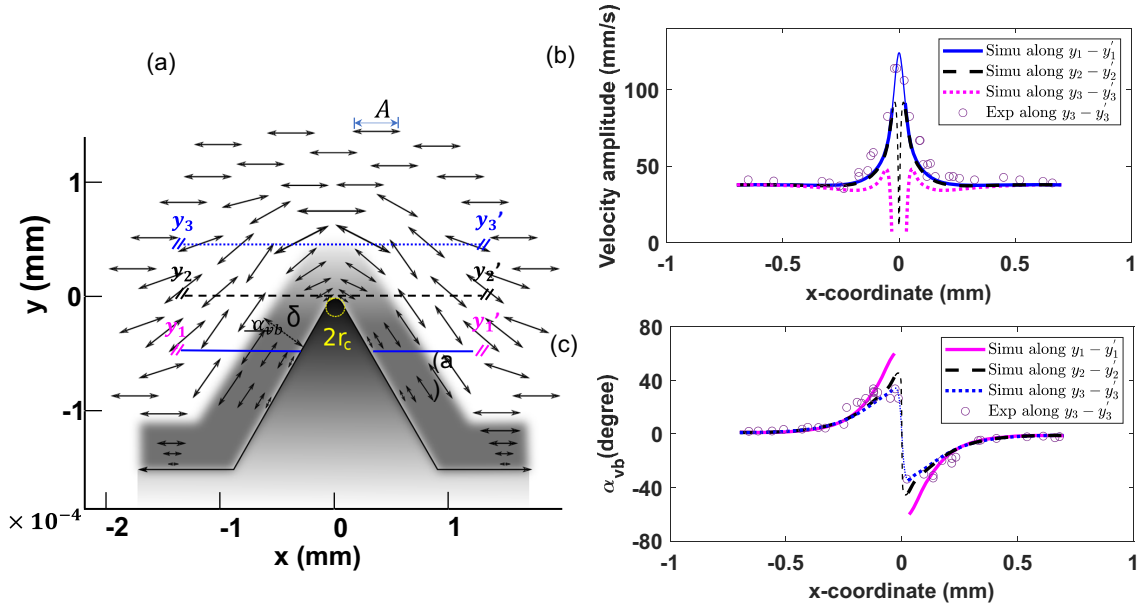 (a)
A
y (mm)
1
0
-1
y₃
y₃’
y₂
y₂’
y₁
y₁’
α_vb
δ
2r_c
(a
)
× 10⁻⁴
-2
-1
0
1
x (mm)
(b)
Velocity amplitude (mm/s)
100
50
0
Simu along y₁ − y₁′
Simu along y₂ − y₂′
Simu along y₃ − y₃′
Exp along y₃ − y₃′
-1
-0.5
0
0.5
1
x-coordinate (mm)
(c)
α_vb(degree)
80
40
0
-40
-80
Simu along y₁ − y₁′
Simu along y₂ − y₂′
Simu along y₃ − y₃′
Exp along y₃ − y₃′
-1
-0.5
0
0.5
1
x-coordinate (mm)